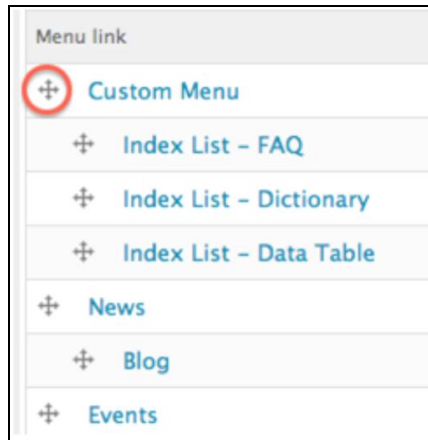 Menu link
Custom Menu
Index List – FAQ
Index List – Dictionary
Index List – Data Table
News
Blog
Events